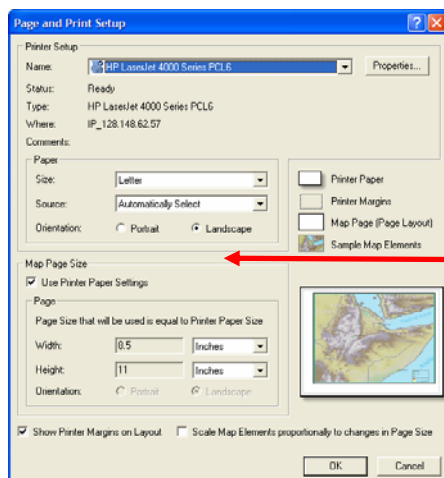 Page and Print Setup
Printer Setup
Name: HP LaserJet 4000 Series PCL6 Properties...
Status: Ready
Type: HP LaserJet 4000 Series PCL6
Where: IP_128.148.62.57
Comments:
Paper
Size: Letter
Source: Automatically Select
Orientation: Portrait Landscape
Printer Paper
Printer Margins
Map Page (Page Layout)
Sample Map Elements
Map Page Size
Use Printer Paper Settings
Page
Page Size that will be used is equal to Printer Paper Size
Width: 8.5 Inches
Height: 11 Inches
Orientation: Portrait Landscape
Show Printer Margins on Layout Scale Map Elements proportionally to changes in Page Size
OK Cancel